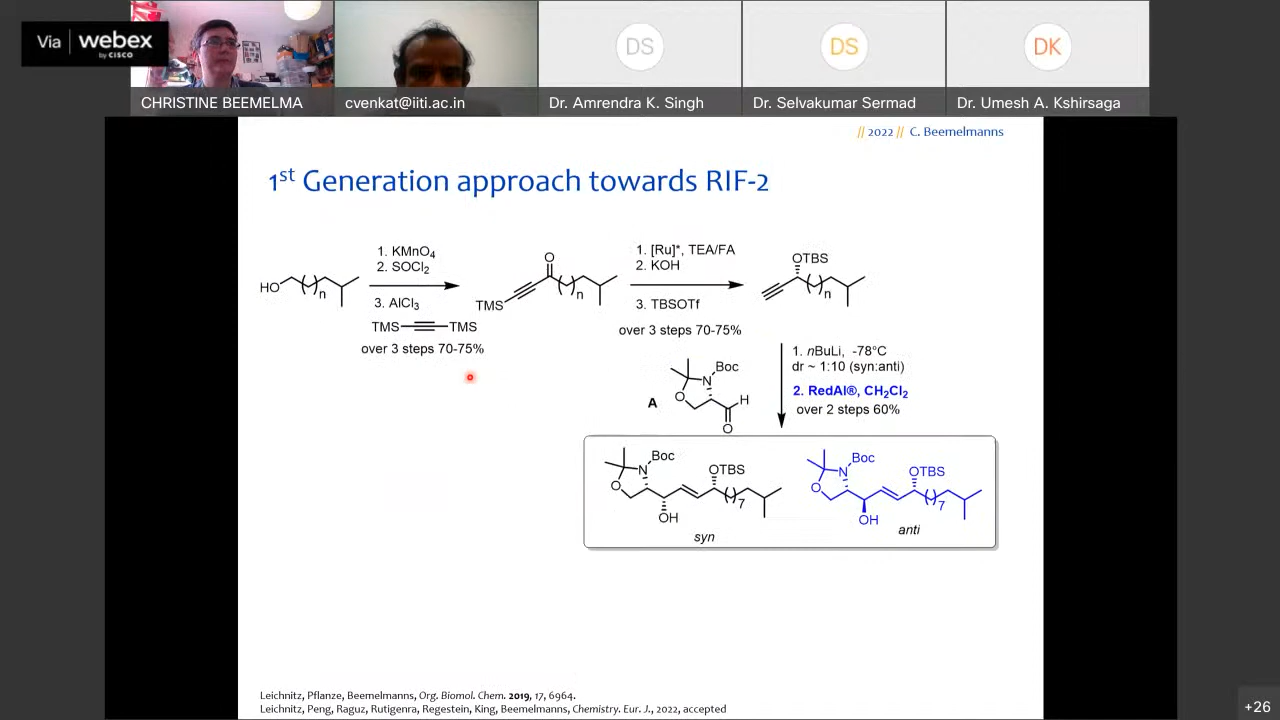 Via webex
by CISCO
DS
DS
DK
CHRISTINE BEEMELMA
cvenkat@iiti.ac.in
Dr. Amrendra K. Singh
Dr. Selvakumar Sermad
Dr. Umesh A. Kshirsaga
// 2022 // C. Beemelmanns
1st Generation approach towards RIF-2
1. KMnO4
2. SOCl2
3. AlCl3
TMS TMS
over 3 steps 70-75%
HO
n
O
TMS
n
1. [Ru]*, TEA/FA
2. KOH
3. TBSOTf
over 3 steps 70-75%
OTBS
n
1. nBuLi, -78°C
dr ~ 1:10 (syn:anti)
2. RedAl®, CH2Cl2
over 2 steps 60%
A
Boc
N
O
H
O
Boc
N
O
OTBS
7
OH
syn
Boc
N
O
OTBS
7
OH
anti
Leichnitz, Pflanze, Beemelmanns, Org. Biomol. Chem. 2019, 17, 6964.
Leichnitz, Peng, Raguz, Rutigenra, Regestein, King, Beemelmanns, Chemistry. Eur. J., 2022, accepted
+26